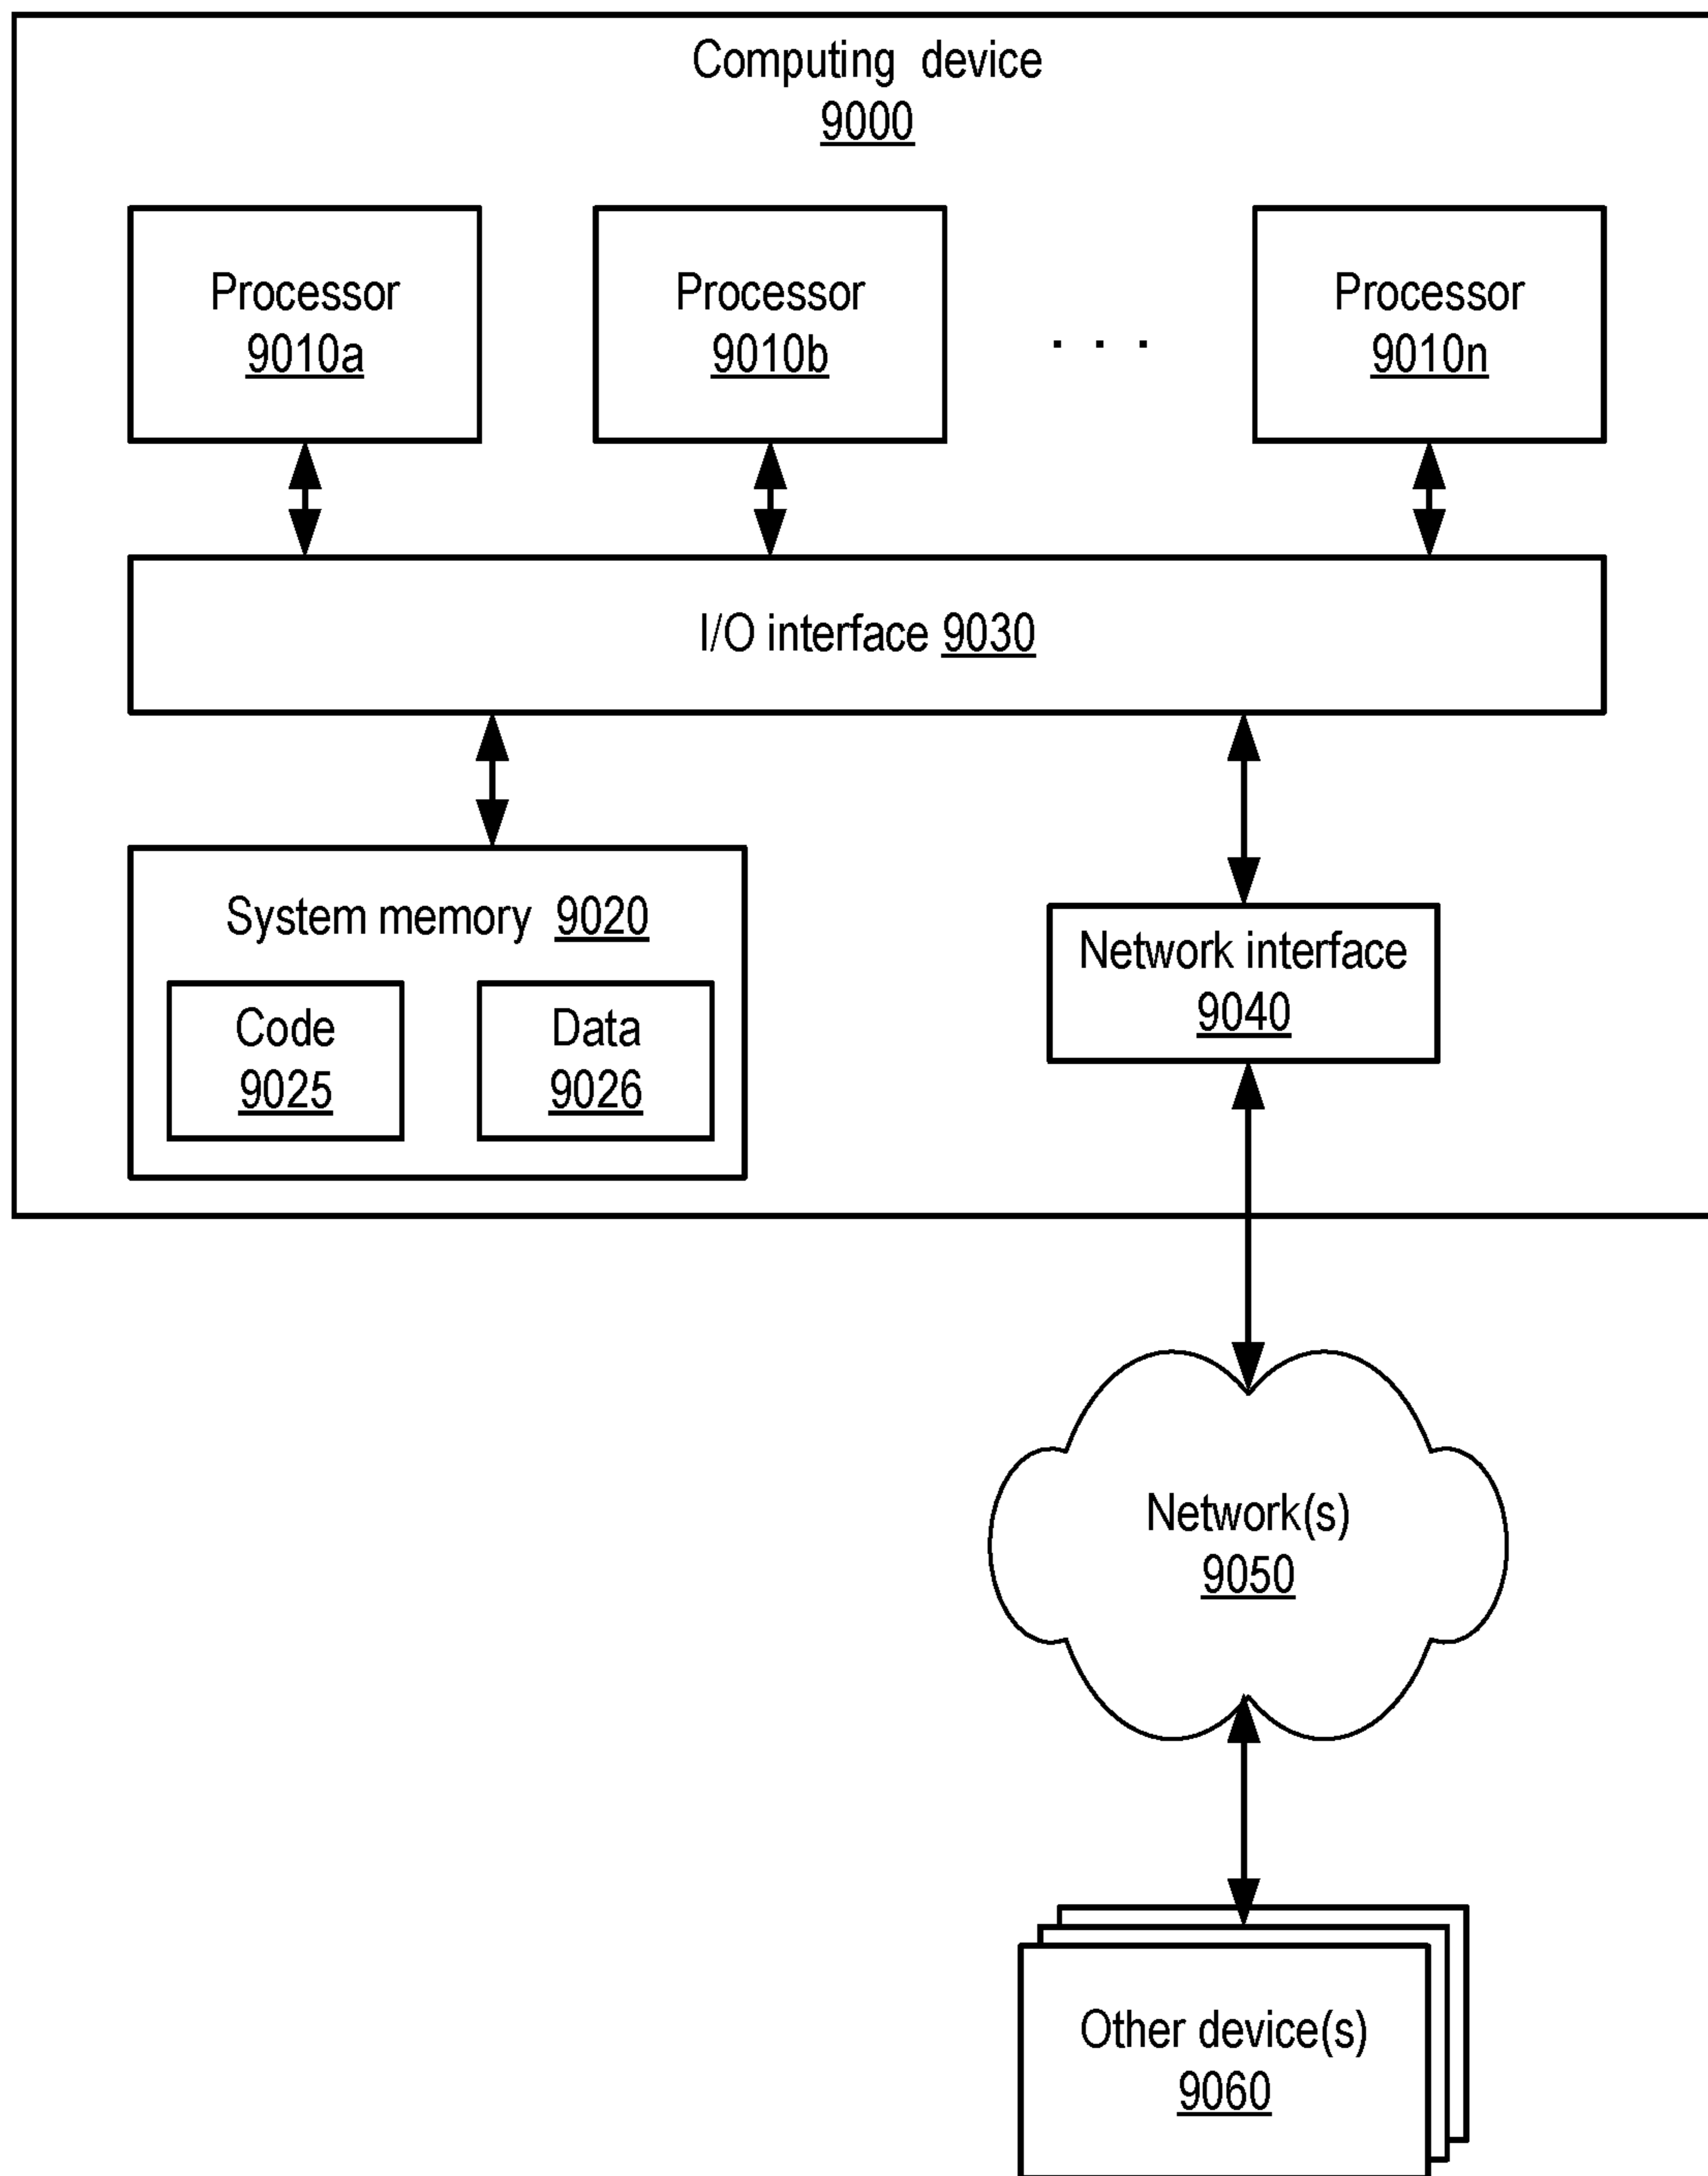 Computing device
9000
Processor
9010a
Processor
9010b
. . .
Processor
9010n
I/O interface 9030
System memory 9020
Code
9025
Data
9026
Network interface
9040
Network(s)
9050
Other device(s)
9060